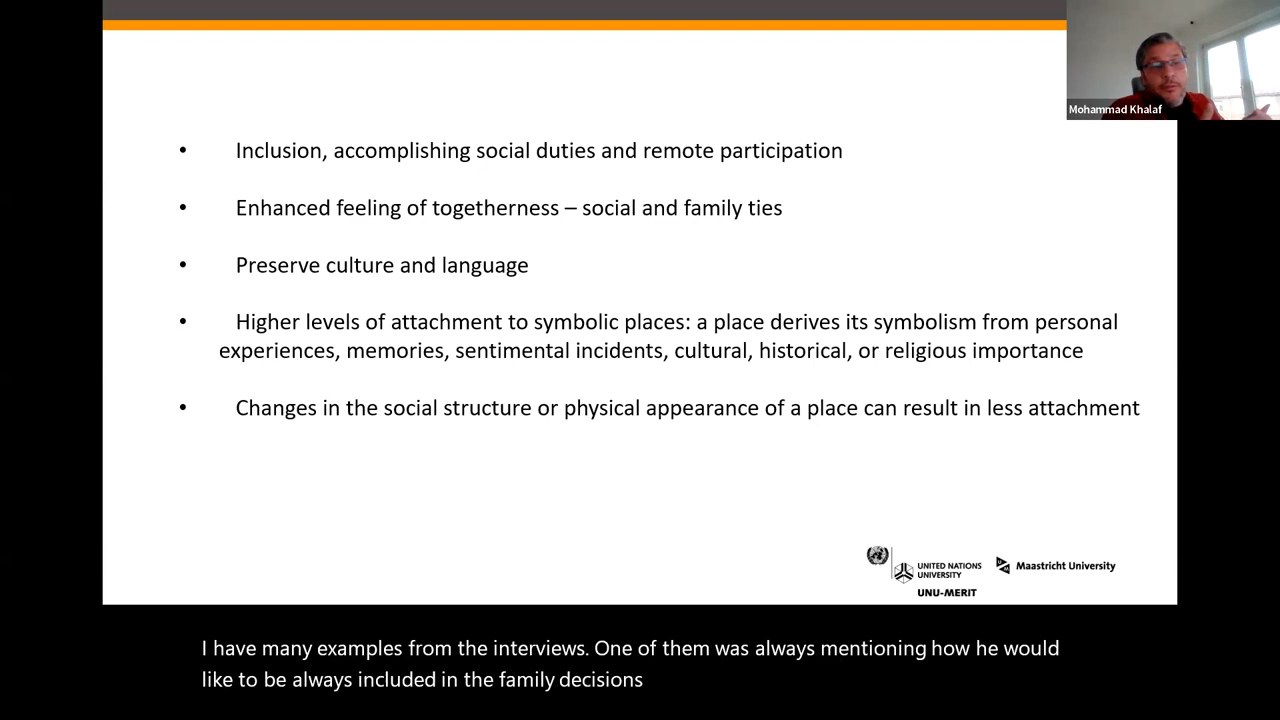 Mohammad Khalaf
• Inclusion, accomplishing social duties and remote participation
• Enhanced feeling of togetherness – social and family ties
• Preserve culture and language
• Higher levels of attachment to symbolic places: a place derives its symbolism from personal
experiences, memories, sentimental incidents, cultural, historical, or religious importance
• Changes in the social structure or physical appearance of a place can result in less attachment
UNITED NATIONS
UNIVERSITY
UNU-MERIT
Maastricht University
I have many examples from the interviews. One of them was always mentioning how he would
like to be always included in the family decisions